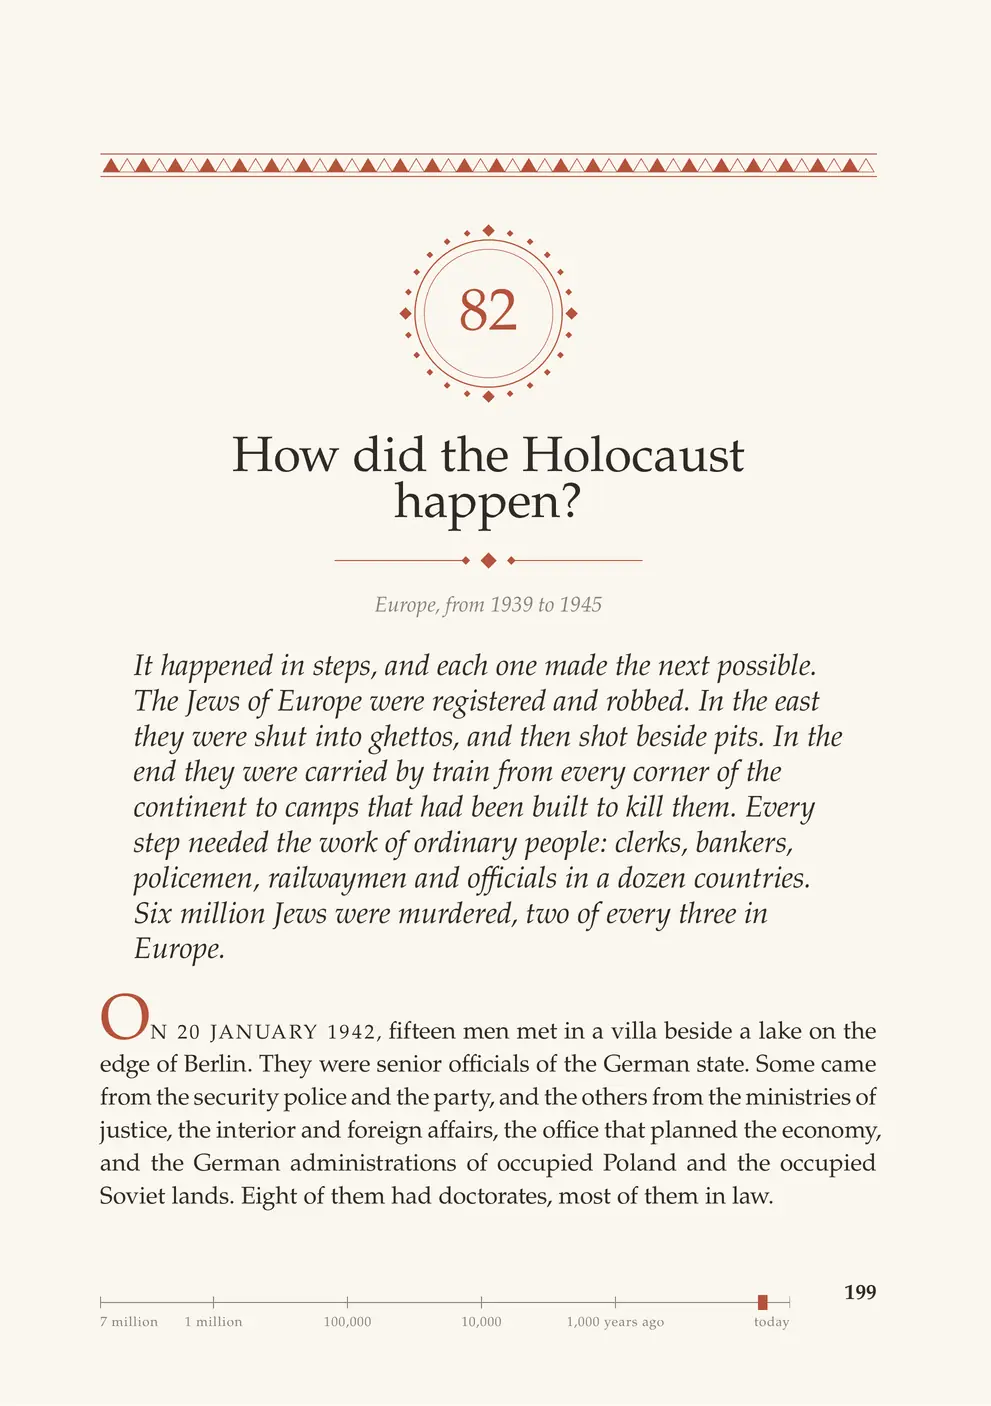 82
How did the Holocaust
happen?
Europe, from 1939 to 1945
It happened in steps, and each one made the next possible.
The Jews of Europe were registered and robbed. In the east
they were shut into ghettos, and then shot beside pits. In the
end they were carried by train from every corner of the
continent to camps that had been built to kill them. Every
step needed the work of ordinary people: clerks, bankers,
policemen, railwaymen and officials in a dozen countries.
Six million Jews were murdered, two of every three in
Europe.
ON 20 JANUARY 1942, fifteen men met in a villa beside a lake on the
edge of Berlin. They were senior officials of the German state. Some came
from the security police and the party, and the others from the ministries of
justice, the interior and foreign affairs, the office that planned the economy,
and the German administrations of occupied Poland and the occupied
Soviet lands. Eight of them had doctorates, most of them in law.
199
7 million 1 million 100,000 10,000 1,000 years ago today